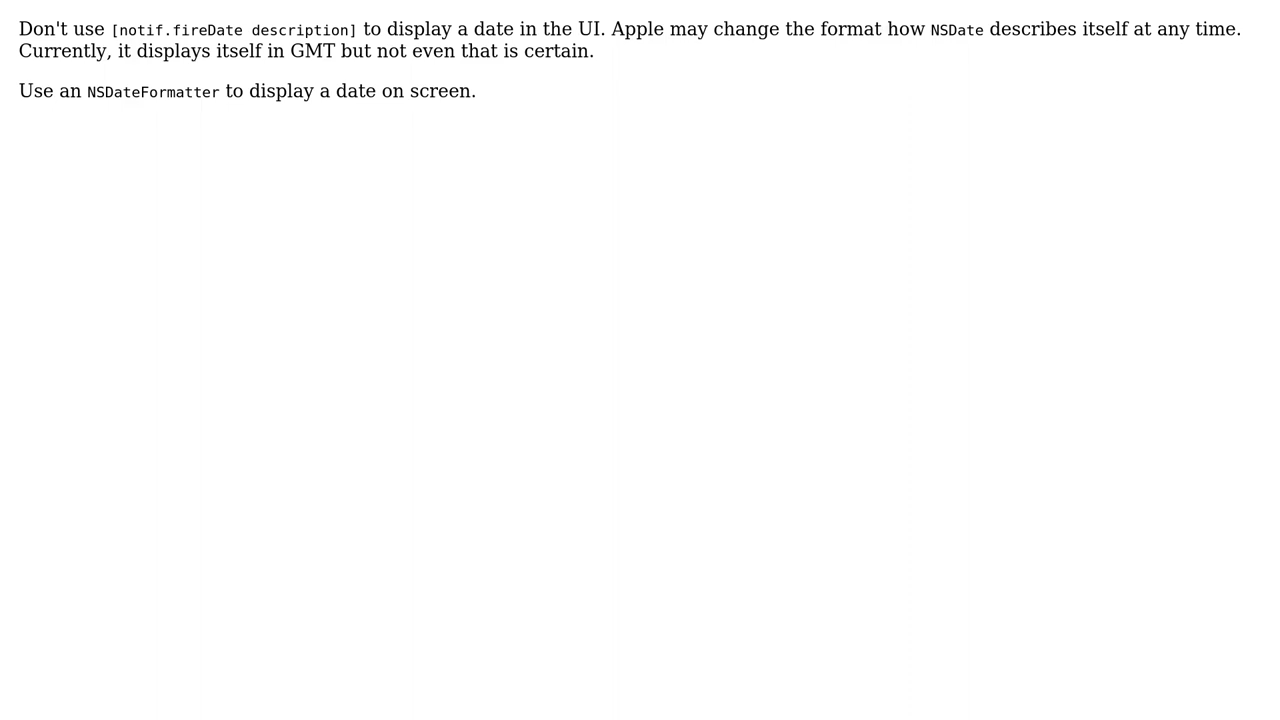 Don't use [notif.fireDate description] to display a date in the UI. Apple may change the format how NSDate describes itself at any time.
Currently, it displays itself in GMT but not even that is certain.
Use an NSDateFormatter to display a date on screen.